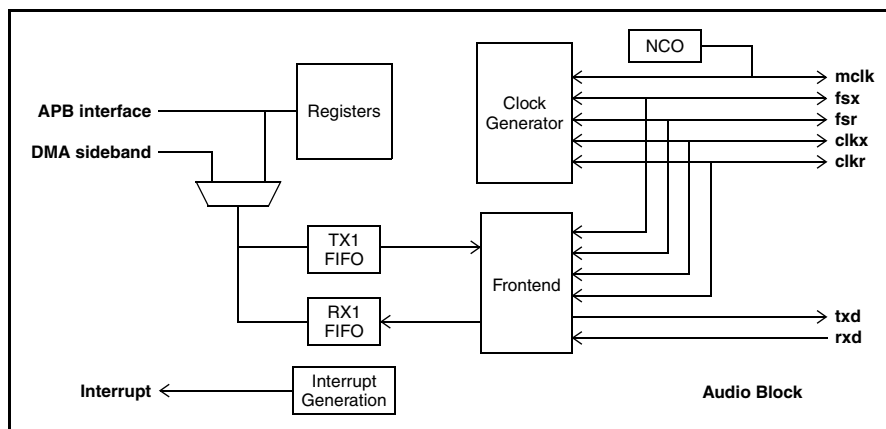 NCO
mclk
APB interface
Registers
Clock
Generator
fsx
fsr
DMA sideband
clkx
clkr
TX1
FIFO
Frontend
RX1
FIFO
txd
rxd
Interrupt
Interrupt
Generation
Audio Block